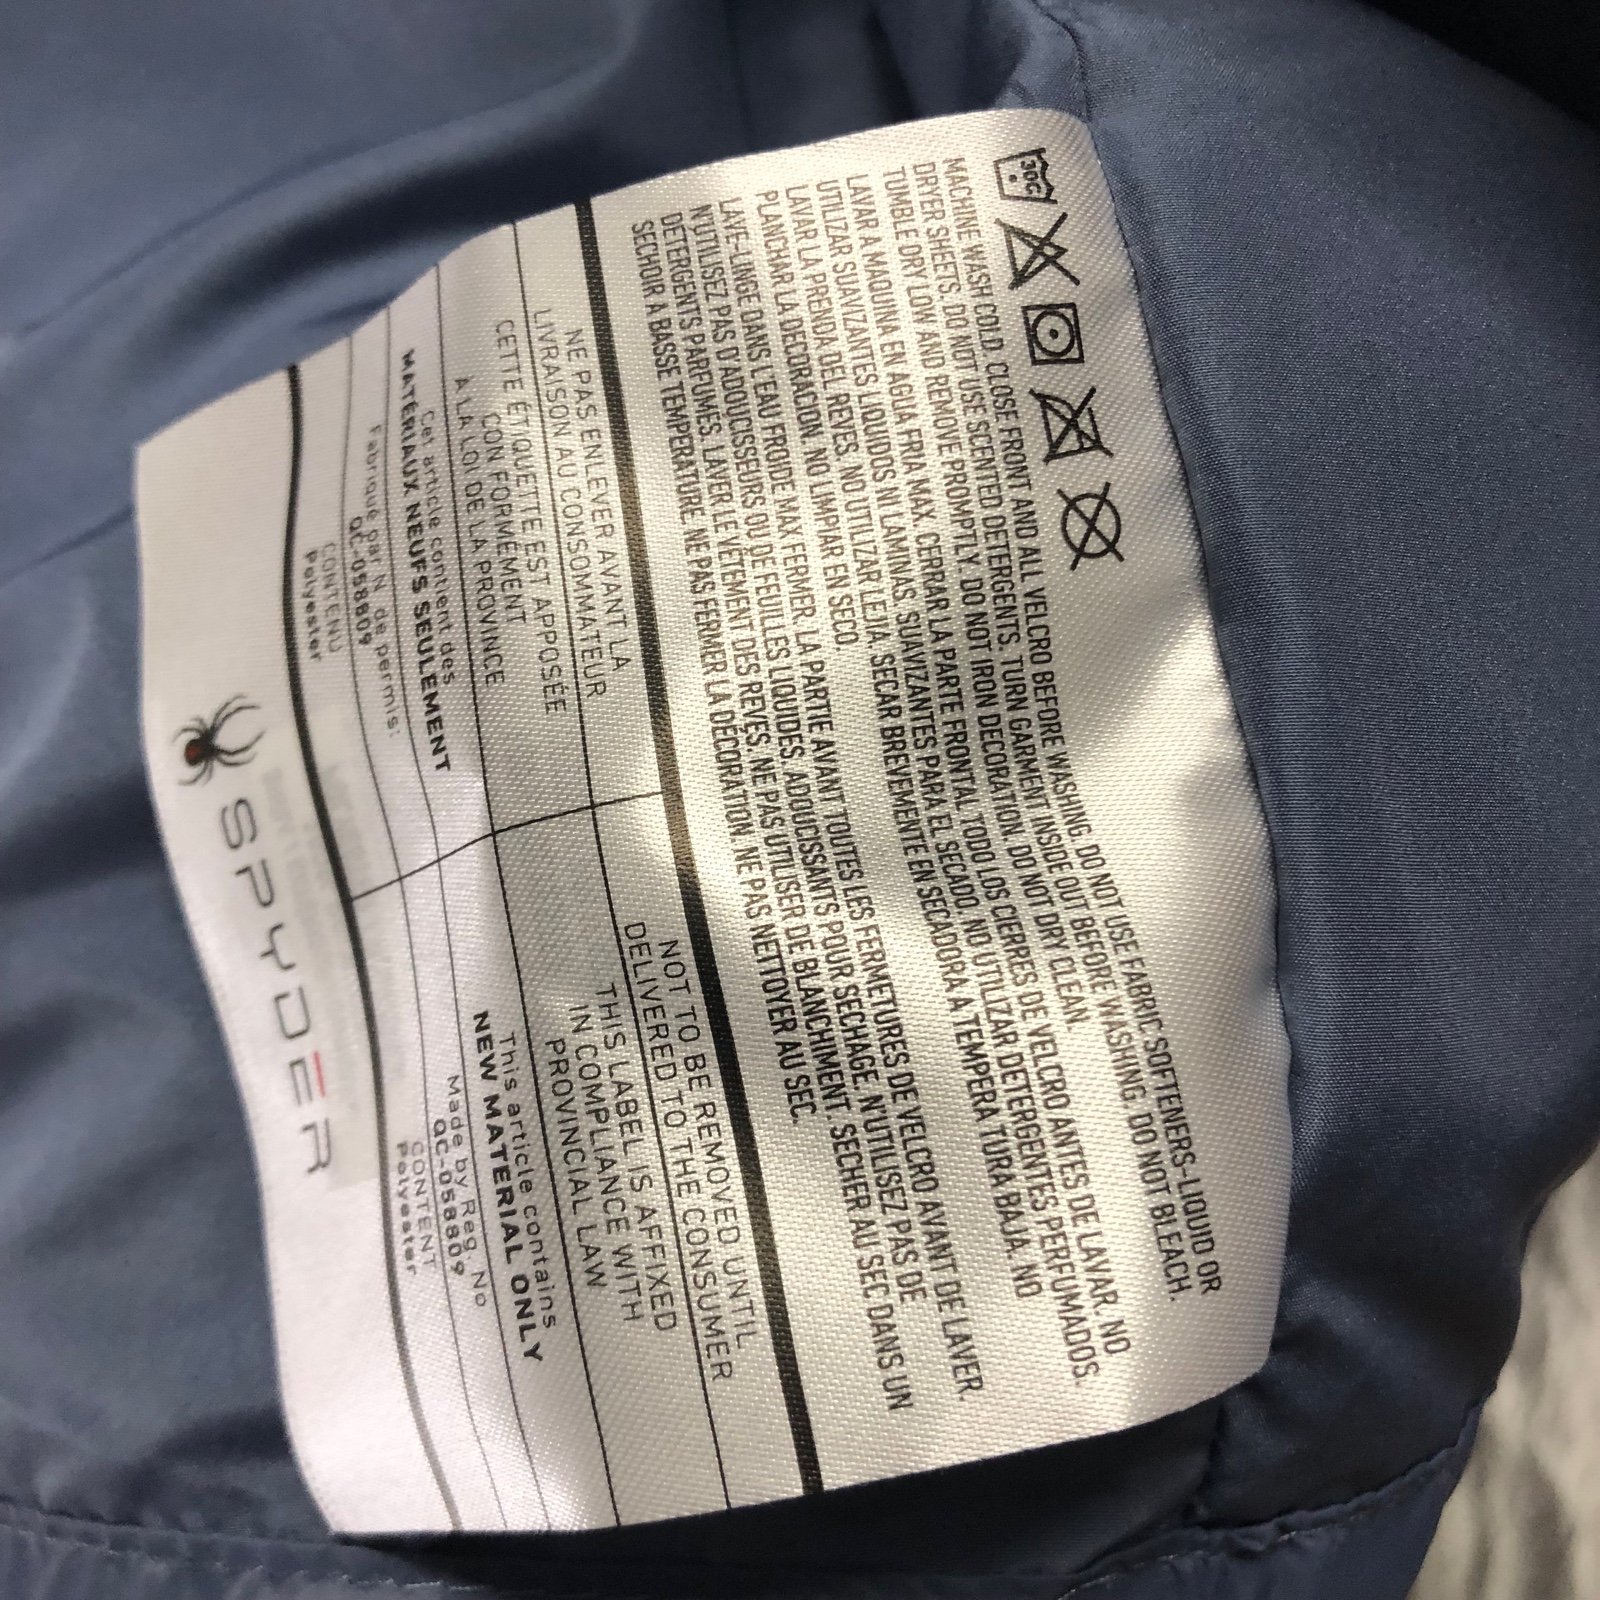 30C
MACHINE WASH COLD. CLOSE FRONT AND ALL VELCRO BEFORE WASHING. DO NOT USE FABRIC SOFTENERS-LIQUID OR
DRYER SHEETS. DO NOT USE SCENTED DETERGENTS. TURN GARMENT INSIDE OUT BEFORE WASHING. DO NOT BLEACH.
TUMBLE DRY LOW AND REMOVE PROMPTLY. DO NOT IRON DECORATION. DO NOT DRY CLEAN.
LAVAR A MAQUINA EN AGUA FRIA MAX. CERRAR LA PARTE FRONTAL TODO LOS CIERRES DE VELCRO ANTES DE LAVAR. NO
UTILIZAR SUAVIZANTES LIQUIDOS NI LAMINAS. SUAVIZANTES PARA EL SECADO. NO UTILIZAR DETERGENTES PERFUMADOS.
LAVAR LA PRENDA DEL REVES. NO UTILIZAR LEJIA. SECAR BREVEMENTE EN SECADORA A TEMPERA TURA BAJA. NO
PLANCHAR LA DECORACION. NO LIMPIAR EN SECO.
LAVE-LINGE DANS L'EAU FROIDE MAX FERMER. LA PARTIE AVANT TOUTES LES FERMETURES DE VELCRO AVANT DE LAVER.
N'UTILISEZ PAS D'ADOUCISSEURS OU DE FEUILLES LIQUIDES. ADOUCISSANTS POUR SECHAGE. N'UTILISEZ PAS DE
DETERGENTS PARFUMÉS. LAVER LE VÊTEMENT DES REVES. NE PAS UTILISER DE BLANCHIMENT. SECHER AU SEC DANS UN
SECHOIR A BASSE TEMPERATURE. NE PAS FERMER LA DÉCORATION. NE PAS NETTOYER AU SEC.
NE PAS ENLEVER AVANT LA
LIVRAISON AU CONSOMMATEUR
CETTE ÉTIQUETTE EST APPOSÉE
CONFORMÉMENT
A LA LOI DE LA PROVINCE
Cet article contient des
MATÉRIAUX NEUFS SEULEMENT
Fabriqué par N. de permis:
QC-058809
CONTENU
Polyester
NOT TO BE REMOVED UNTIL
DELIVERED TO THE CONSUMER
THIS LABEL IS AFFIXED
IN COMPLIANCE WITH
PROVINCIAL LAW
This article contains
NEW MATERIAL ONLY
Made by Reg. No
QC-058809
CONTENT
Polyester
SPYDER